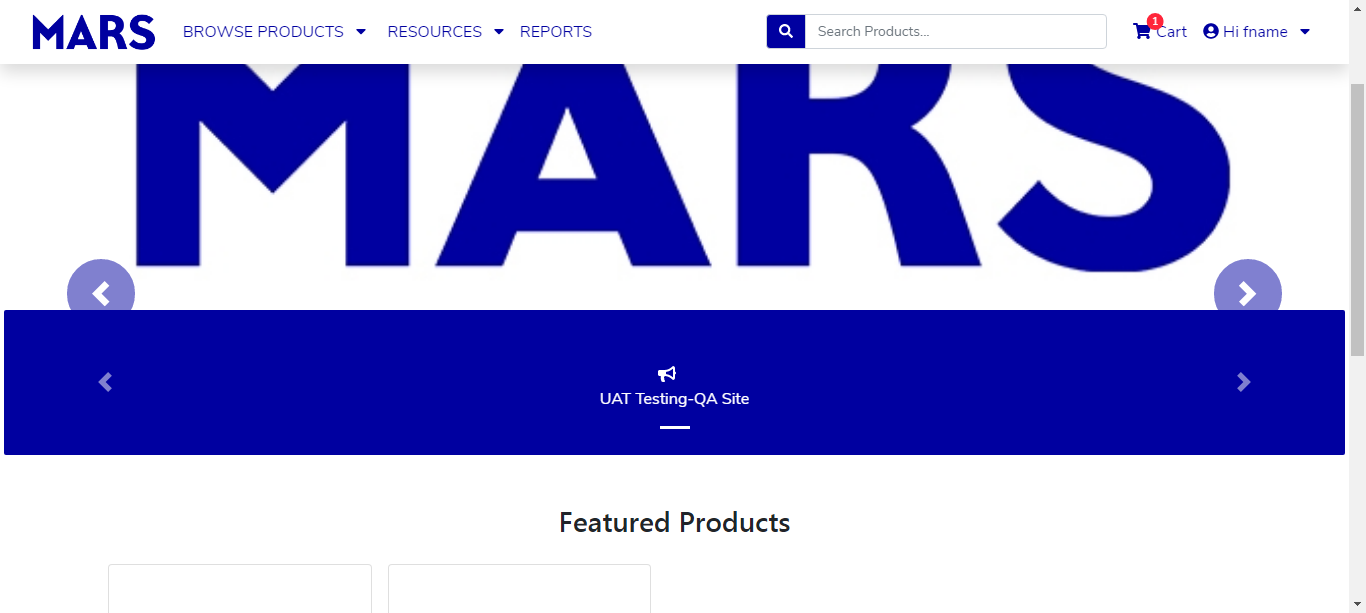 MARS BROWSE PRODUCTS RESOURCES REPORTS Search Products... 1 Cart Hi fname
MARS
UAT Testing-QA Site
Featured Products